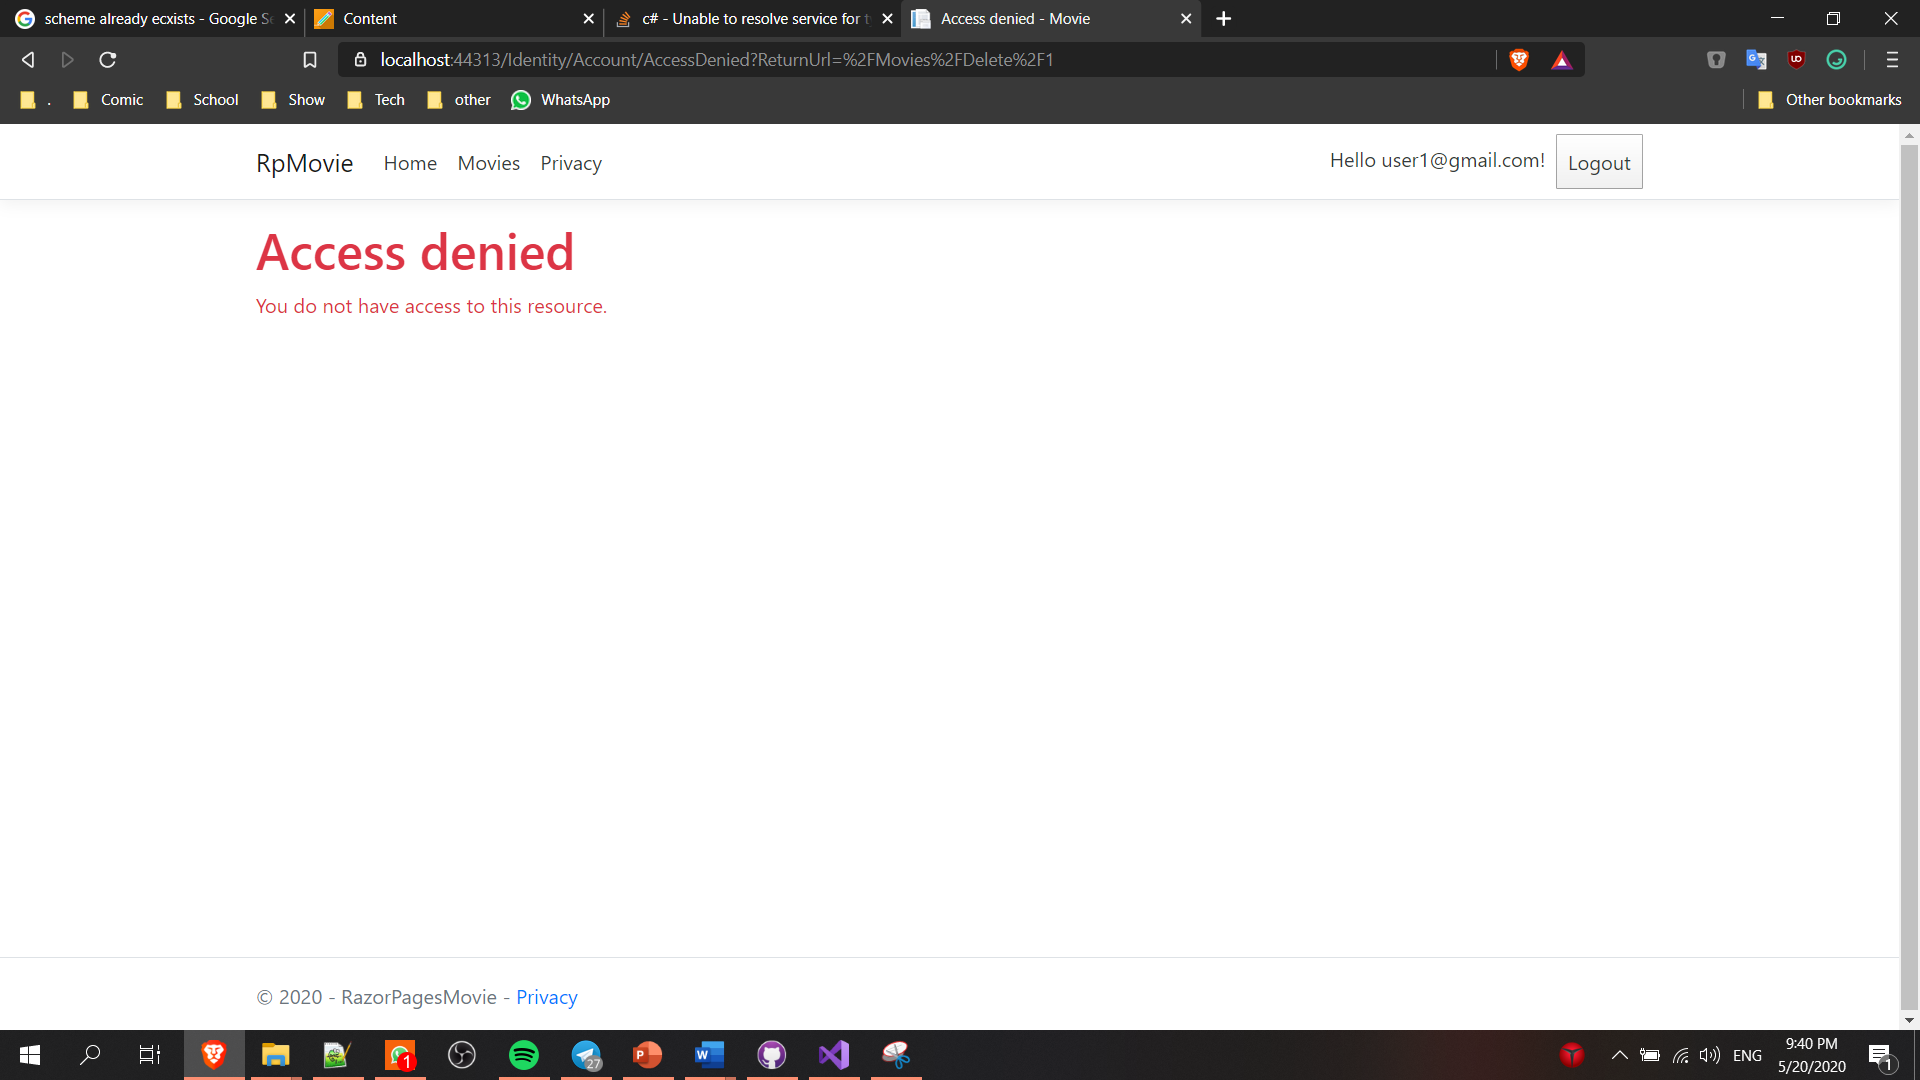 scheme already ecxists - Google Se
Content
c# - Unable to resolve service for ty
Access denied - Movie
localhost:44313/Identity/Account/AccessDenied?ReturnUrl=%2FMovies%2FDelete%2F1
.
Comic
School
Show
Tech
other
WhatsApp
Other bookmarks
RpMovie
Home
Movies
Privacy
Hello user1@gmail.com!
Logout
Access denied
You do not have access to this resource.
© 2020 - RazorPagesMovie - Privacy
1
27
ENG
9:40 PM
5/20/2020
1